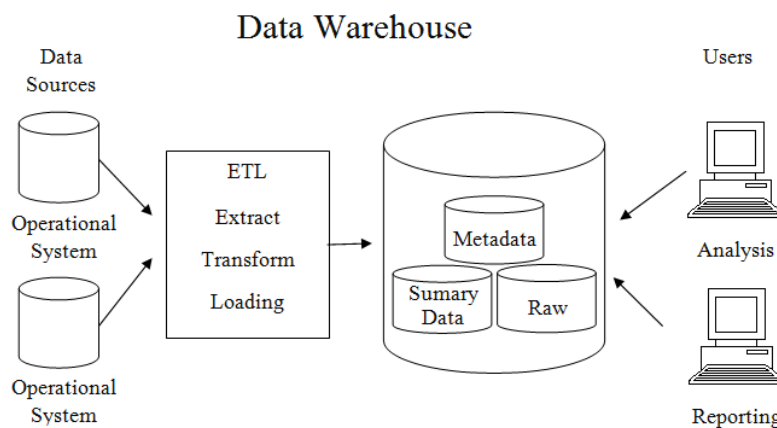 Data Warehouse
Data
Sources
Users
Operational
System
Operational
System
ETL
Extract
Transform
Loading
Metadata
Sumary
Data
Raw
Analysis
Reporting